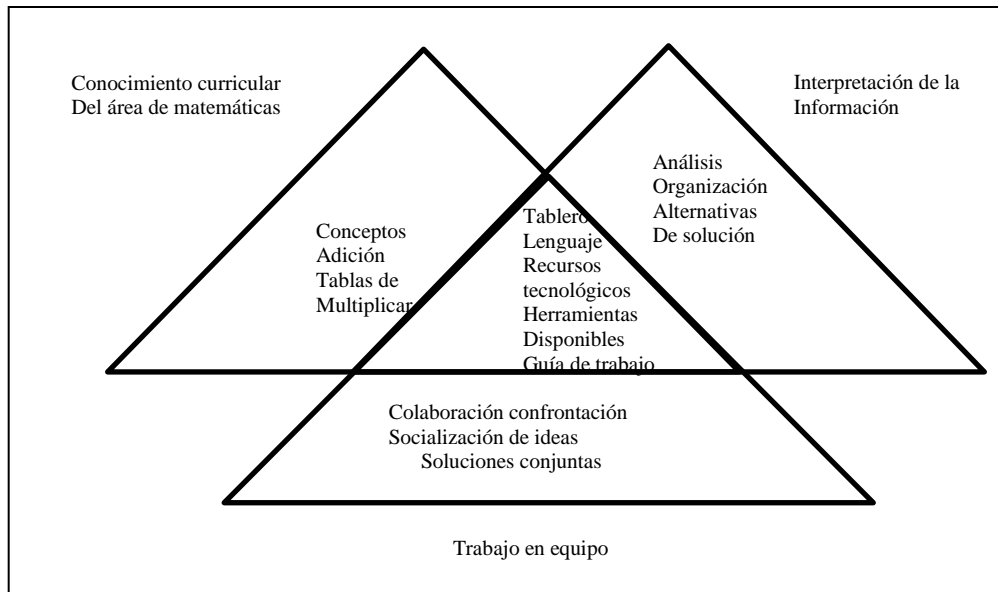 Conocimiento curricular
Del área de matemáticas
Interpretación de la
Información
Conceptos
Adición
Tablas de
Multiplicar
Tablero
Lenguaje
Recursos
tecnológicos
Herramientas
Disponibles
Guía de trabajo
Análisis
Organización
Alternativas
De solución
Colaboración confrontación
Socialización de ideas
Soluciones conjuntas
Trabajo en equipo